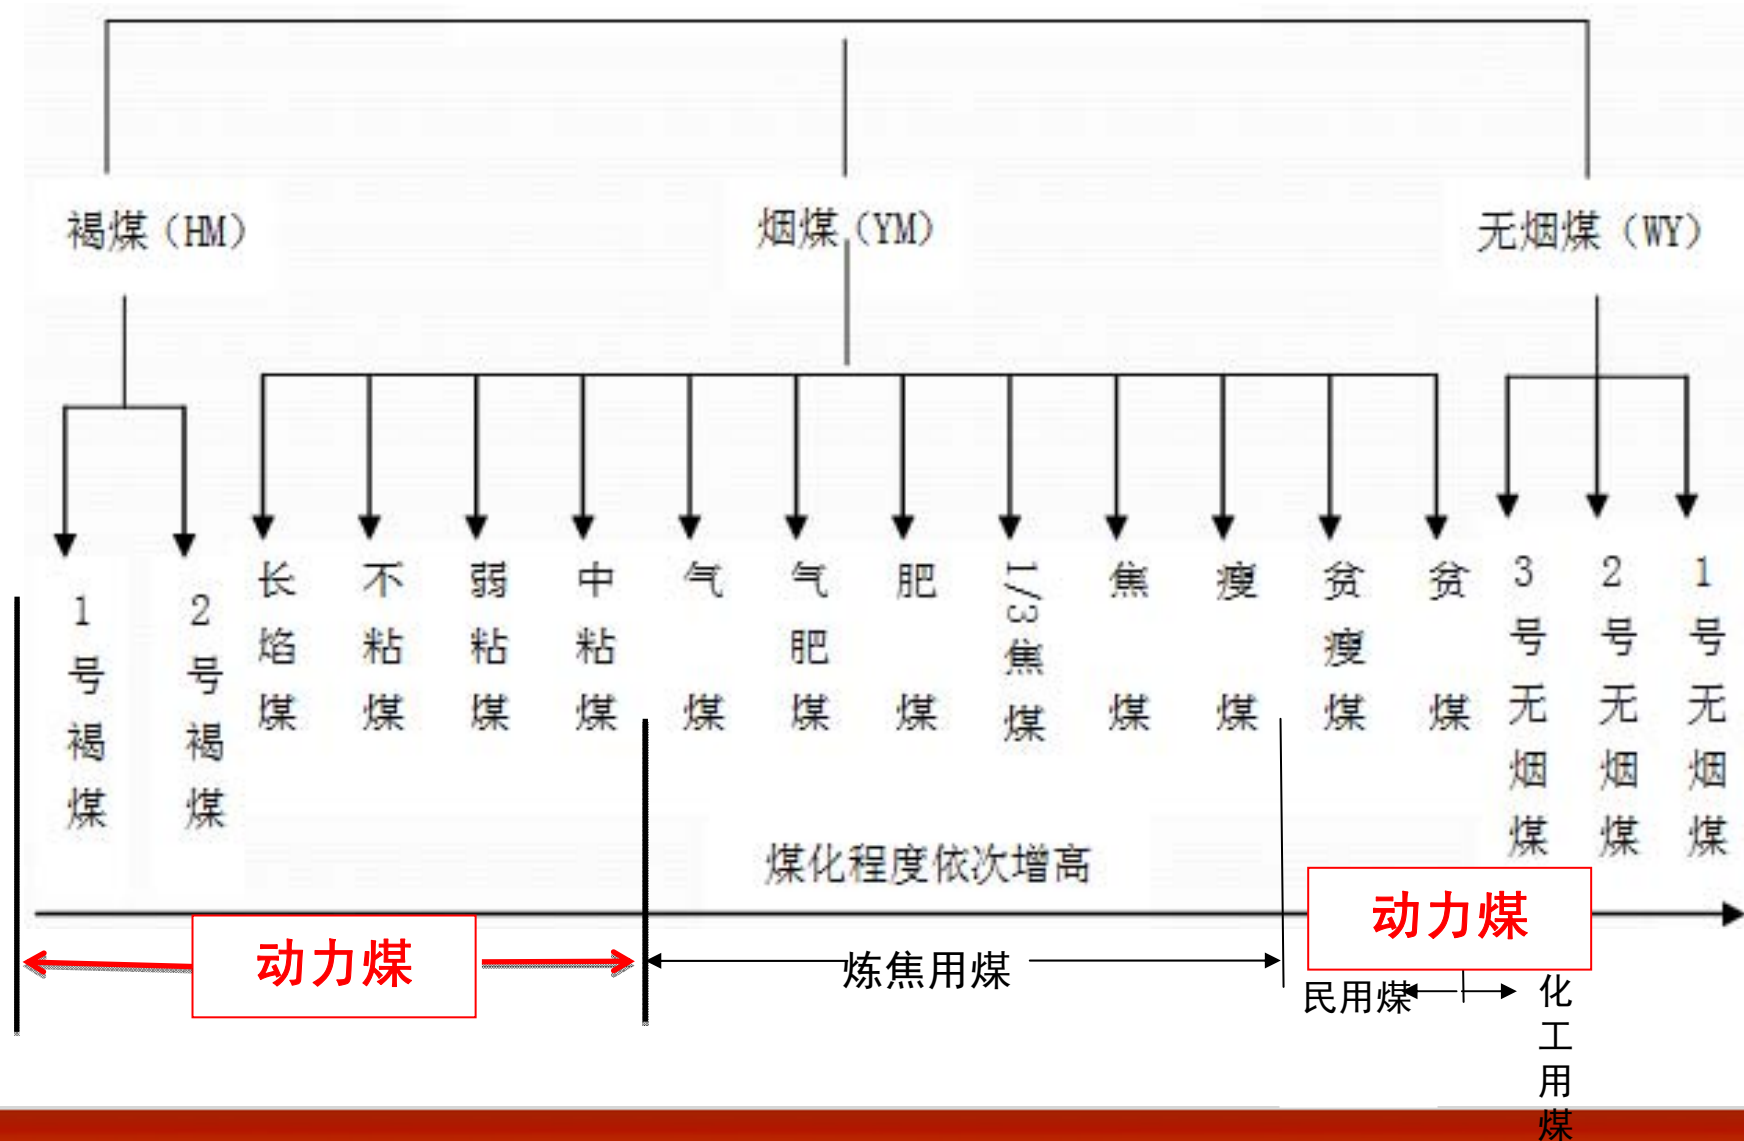 褐煤(HM)
烟煤(YM)
无烟煤(WY)
1号褐煤
2号褐煤
长焰煤
不粘煤
弱粘煤
中粘煤
气煤
气肥煤
肥煤
1/3焦煤
焦煤
瘦煤
贫瘦煤
贫煤
3号无烟煤
2号无烟煤
1号无烟煤
煤化程度依次增高
动力煤
炼焦用煤
动力煤
民用煤
化工用煤